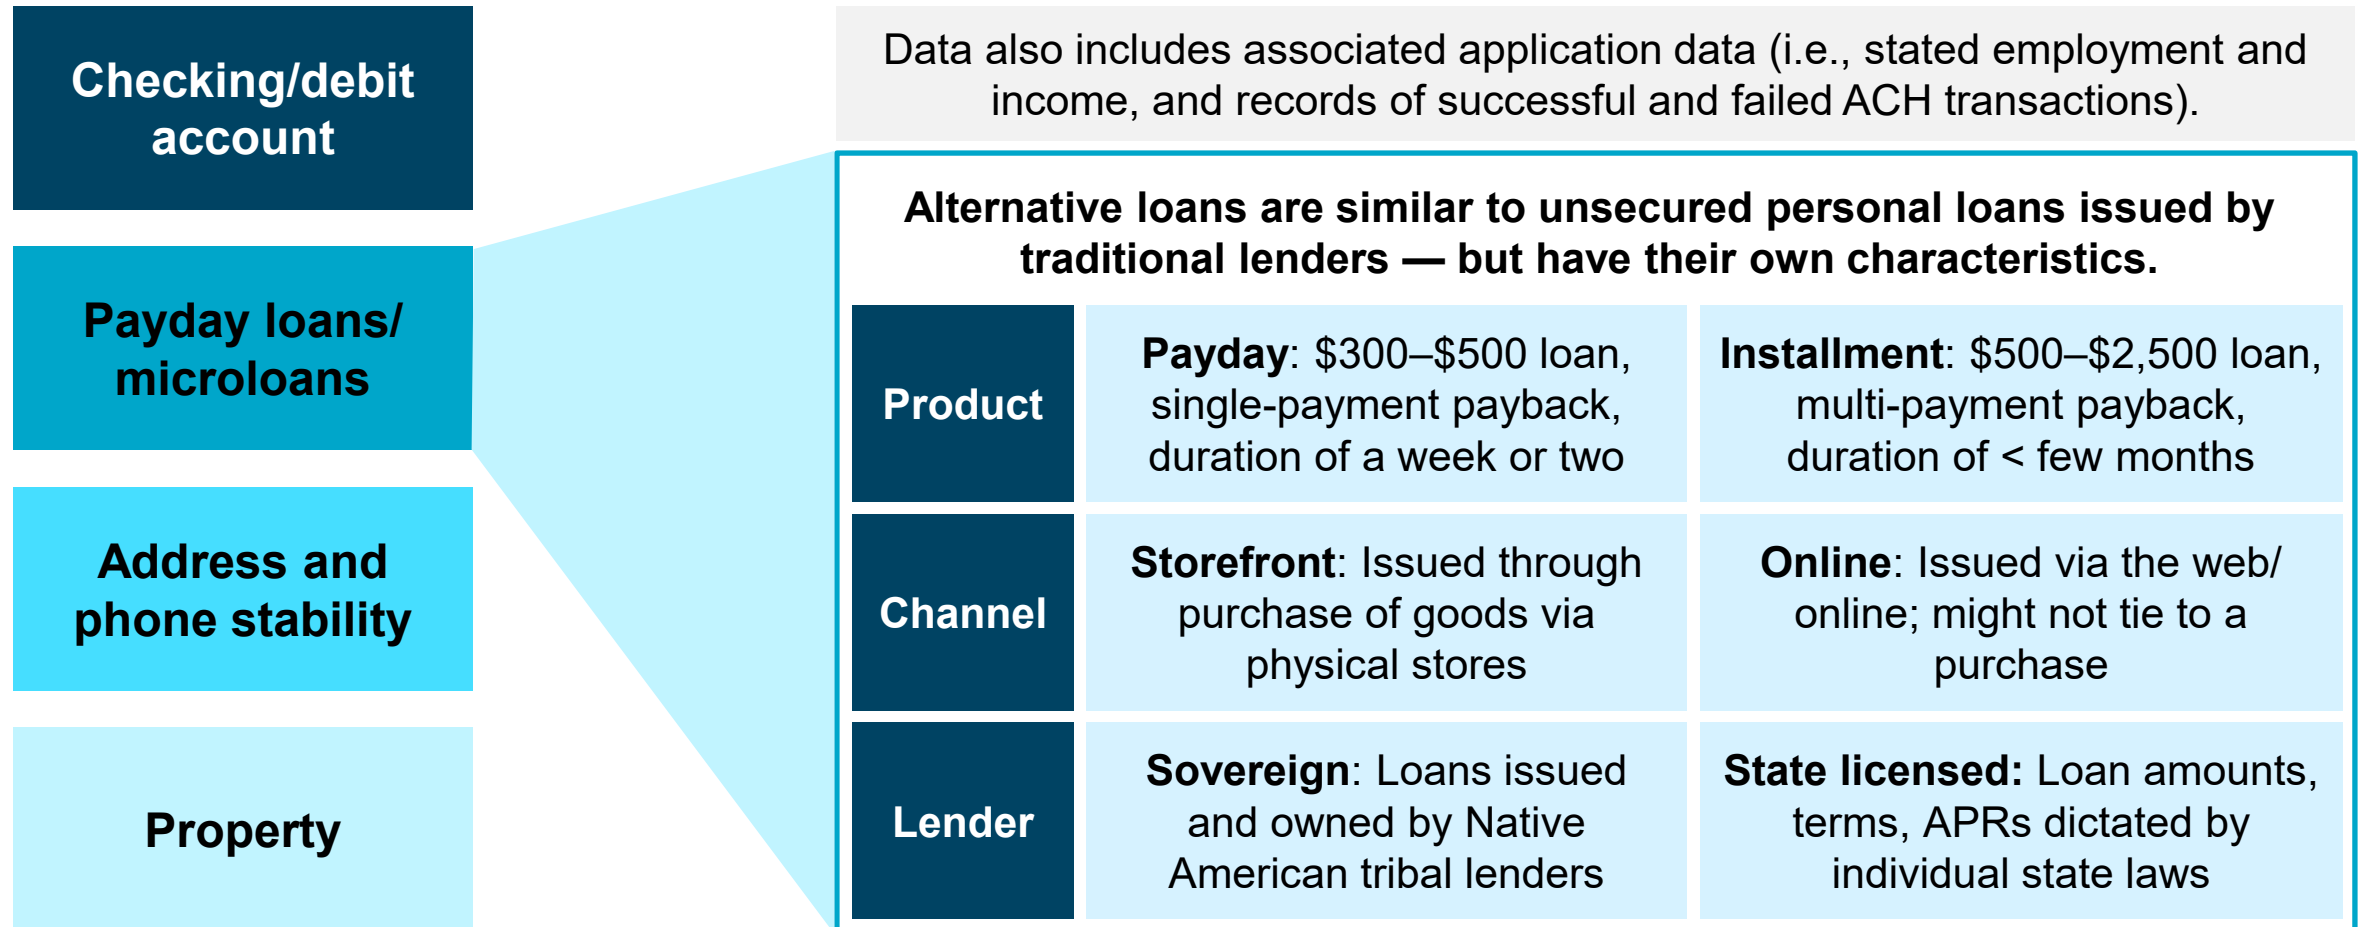 Checking/debit
account
Payday loans/
microloans
Address and
phone stability
Property
Data also includes associated application data (i.e., stated employment and
income, and records of successful and failed ACH transactions).
Alternative loans are similar to unsecured personal loans issued by
traditional lenders — but have their own characteristics.
Product
Payday: $300–$500 loan,
single-payment payback,
duration of a week or two
Installment: $500–$2,500 loan,
multi-payment payback,
duration of < few months
Channel
Storefront: Issued through
purchase of goods via
physical stores
Online: Issued via the web/
online; might not tie to a
purchase
Lender
Sovereign: Loans issued
and owned by Native
American tribal lenders
State licensed: Loan amounts,
terms, APRs dictated by
individual state laws